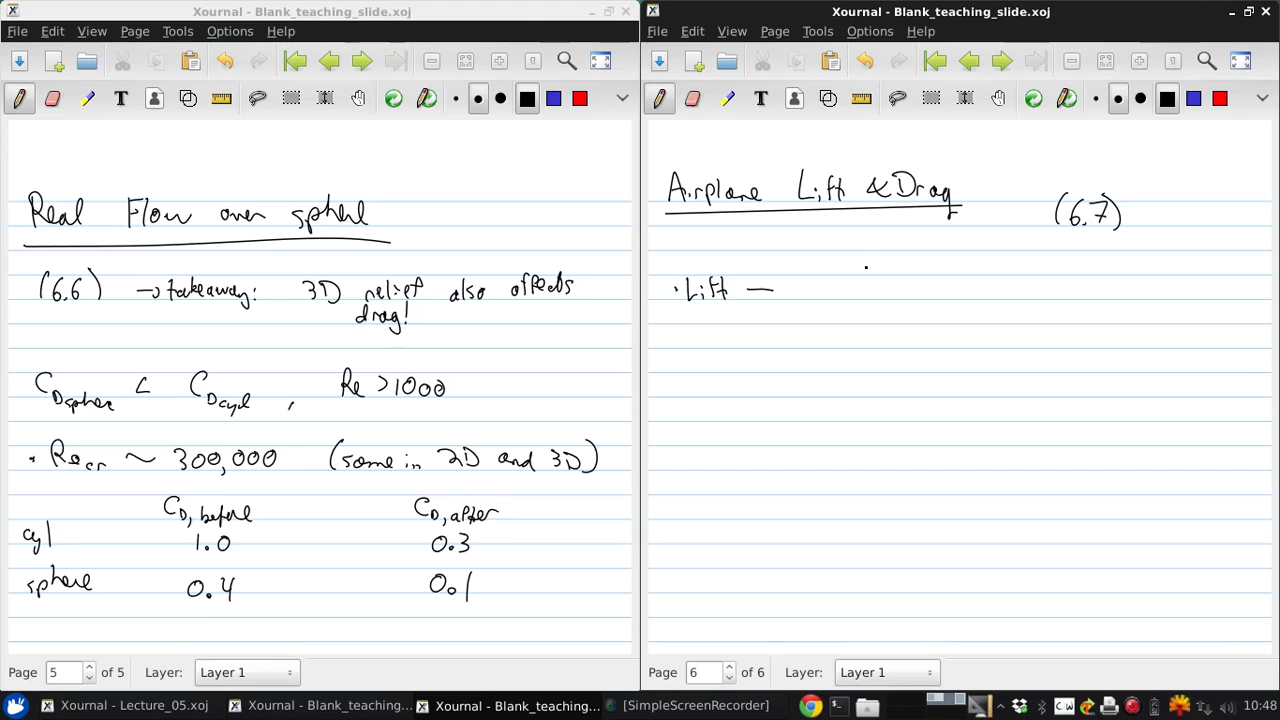 Xournal - Blank_teaching_slide.xoj
File Edit View Page Tools Options Help
Real Flow over sphere
(6.6) → takeaway: 3D relief also affects
drag!
C_Dsphere < C_Dcyl , Re > 1000
· Re_cr ~ 300,000 (same in 2D and 3D)
C_D,before C_D,after
cyl 1.0 0.3
sphere 0.4 0.1
Page 5 of 5 Layer: Layer 1
Xournal - Blank_teaching_slide.xoj
File Edit View Page Tools Options Help
Airplane Lift & Drag (6.7)
· Lift —
Page 6 of 6 Layer: Layer 1
Xournal - Lecture_05.xoj Xournal - Blank_teaching... Xournal - Blank_teaching... [SimpleScreenRecorder] 10:48